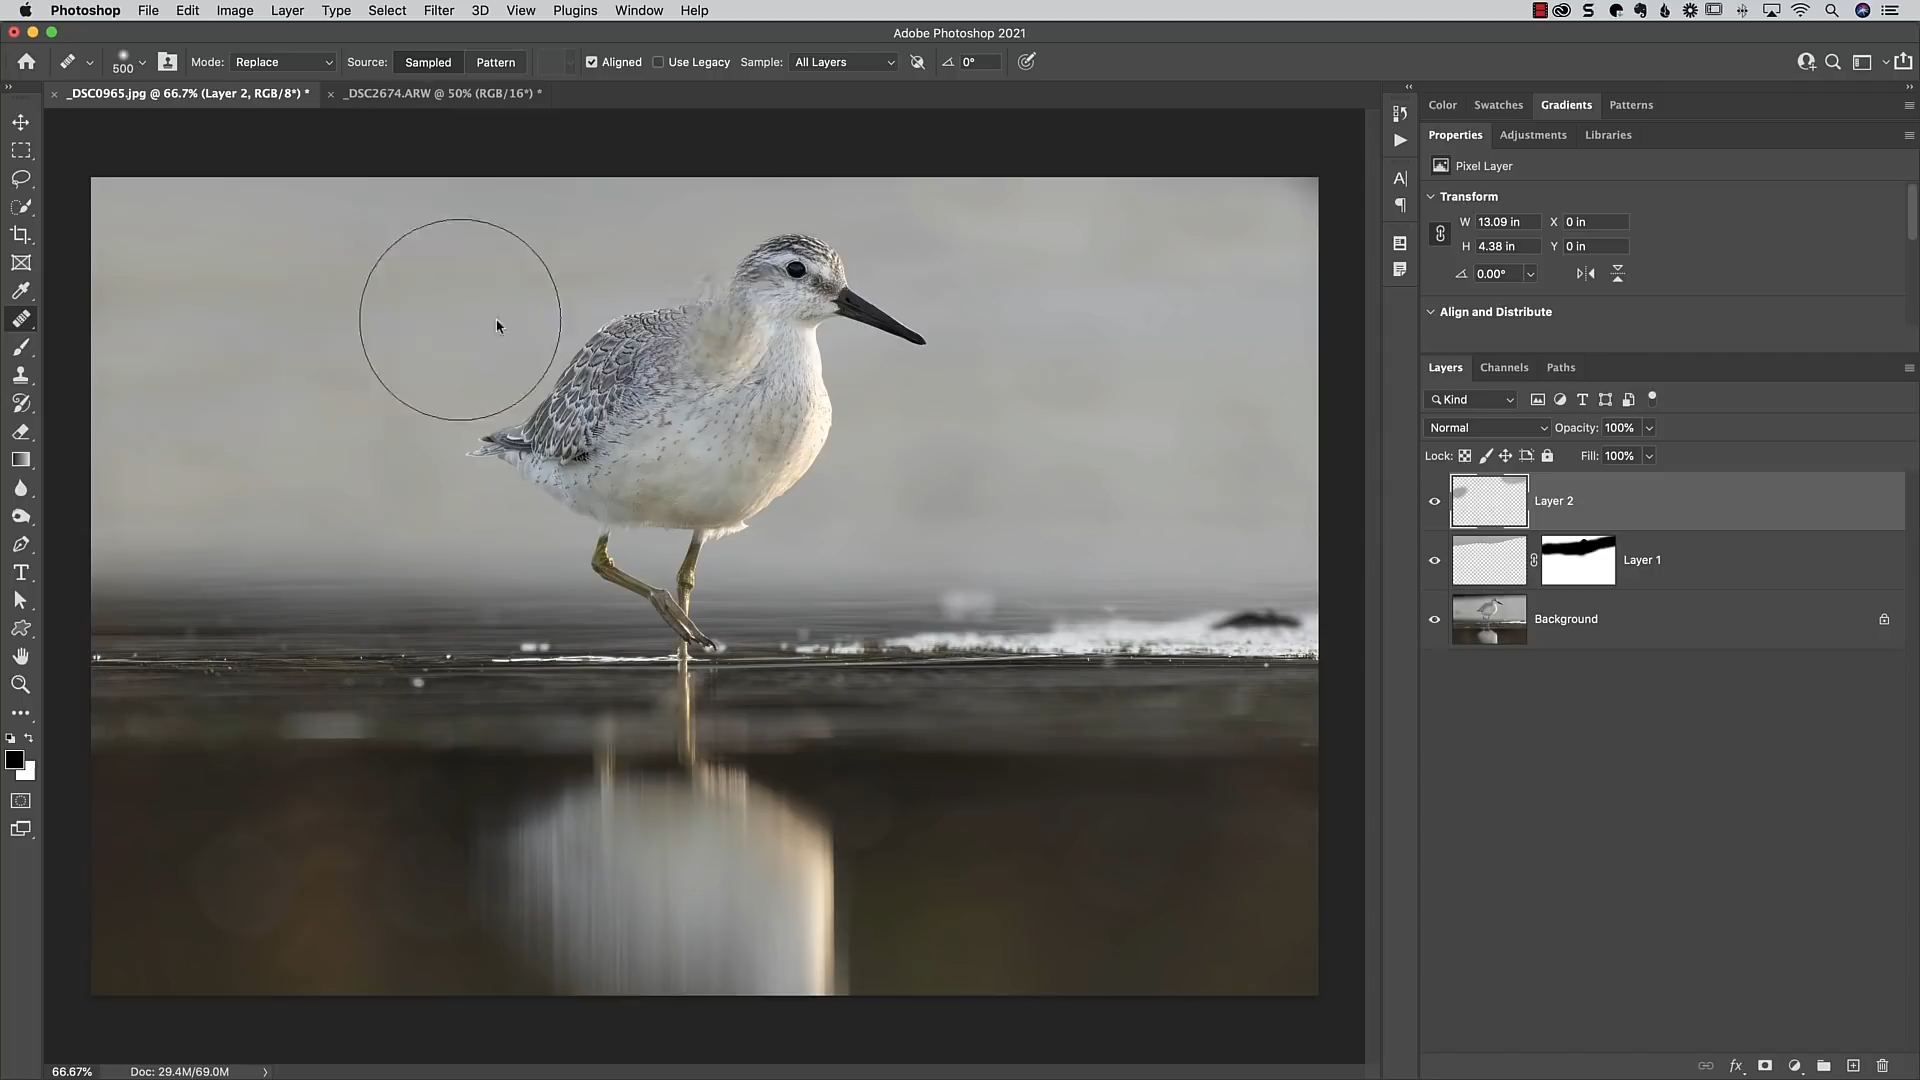 Photoshop File Edit Image Layer Type Select Filter 3D View Plugins Window Help
Adobe Photoshop 2021
500 Mode: Replace Source: Sampled Pattern Aligned Use Legacy Sample: All Layers 0°
_DSC0965.jpg @ 66.7% (Layer 2, RGB/8*) * _DSC2674.ARW @ 50% (RGB/16*) *
Color Swatches Gradients Patterns
Properties Adjustments Libraries
Pixel Layer
Transform
W 13.09 in X 0 in
H 4.38 in Y 0 in
0.00°
Align and Distribute
Layers Channels Paths
Kind
Normal Opacity: 100%
Lock: Fill: 100%
Layer 2
Layer 1
Background
66.67% Doc: 29.4M/69.0M